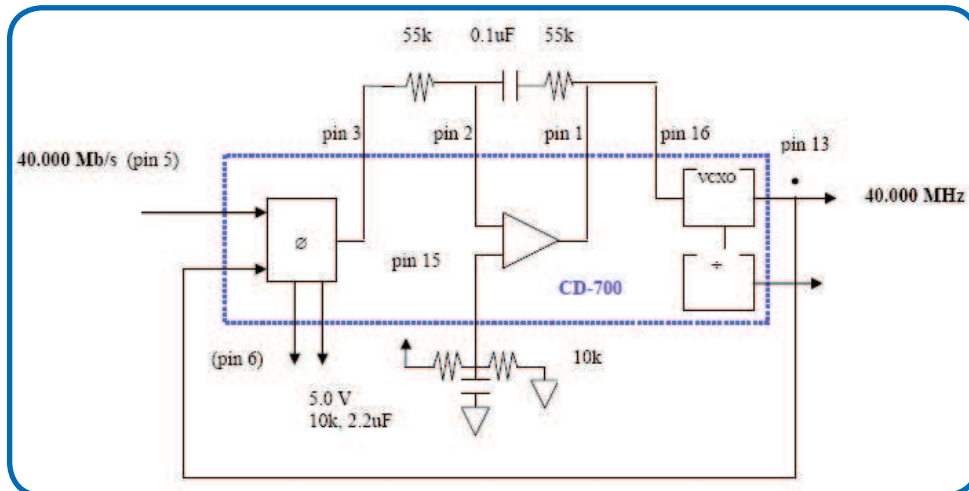 55k 0.1uF 55k
pin 3 pin 2 pin 1 pin 16
pin 13
40.000 Mb/s (pin 5)
VCXO
40.000 MHz
ø
pin 15
÷
CD-700
(pin 6)
10k
5.0 V
10k, 2.2uF